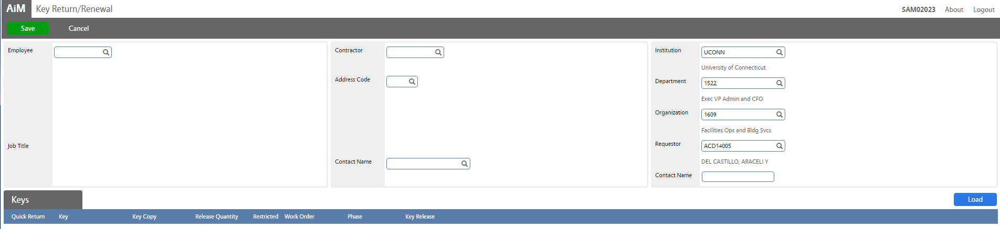 AiM Key Return/Renewal
SAM02023 About Logout
Save Cancel
Employee
Job Title
Contractor
Address Code
Contact Name
Institution UCONN
University of Connecticut
Department 1522
Exec VP Admin and CFO
Organization 1609
Facilities Ops and Bldg Svcs
Requestor ACD14005
DEL CASTILLO, ARACELI Y
Contact Name
Keys
Load
Quick Return Key Key Copy Release Quantity Restricted Work Order Phase Key Release